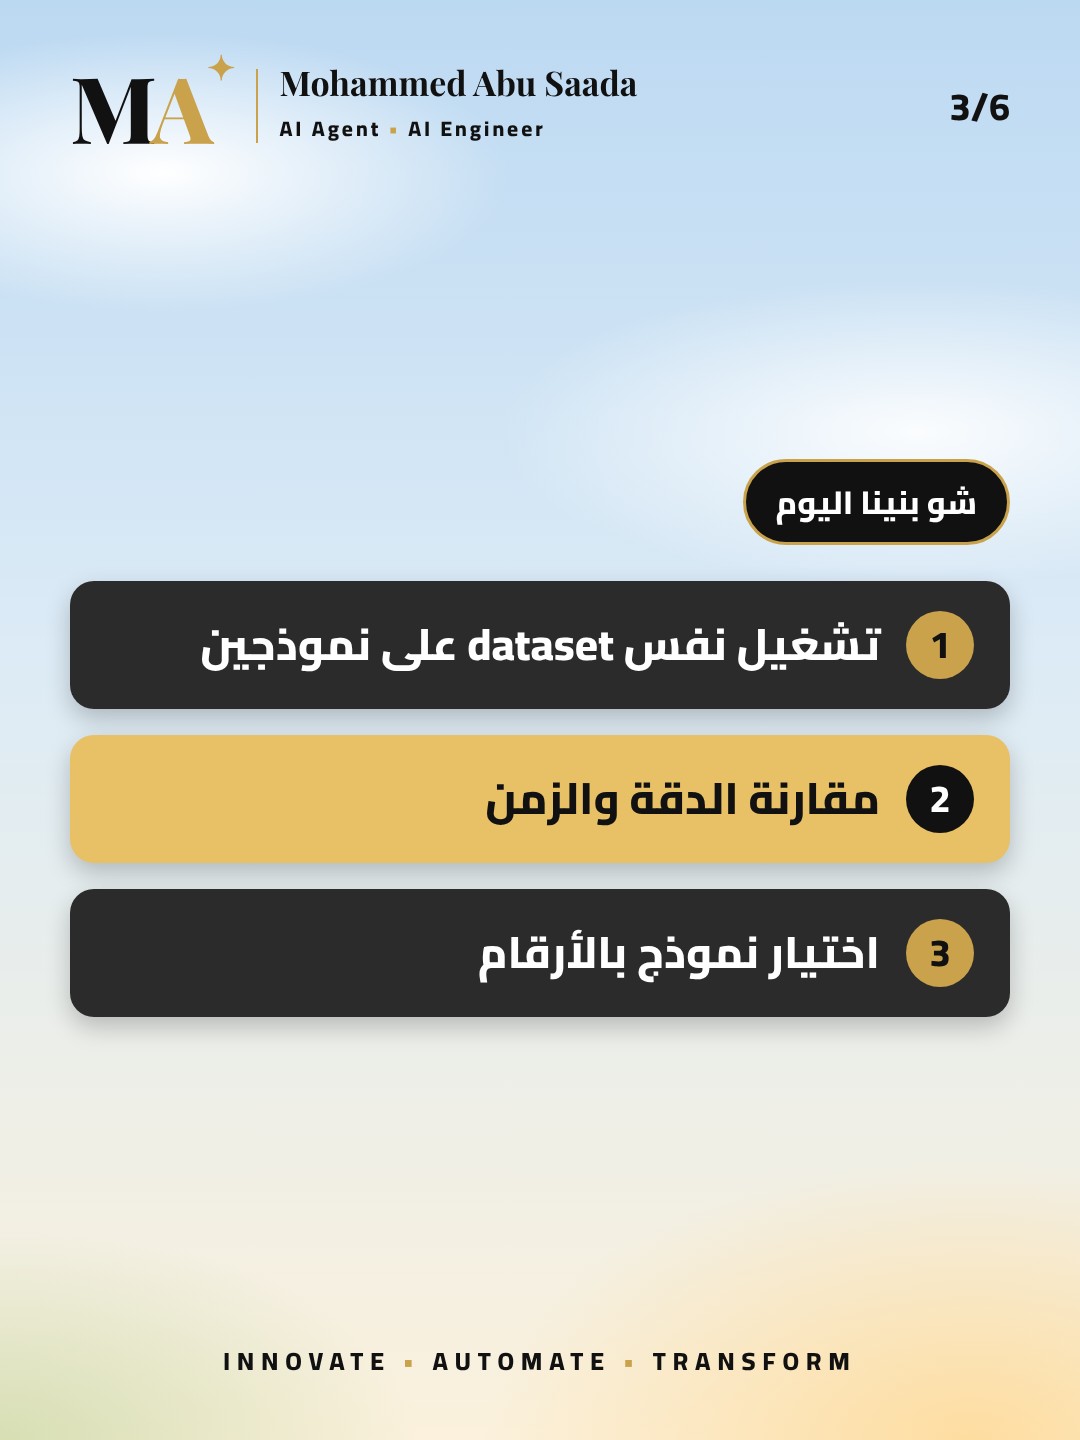 MA
Mohammed Abu Saada
AI Agent ▪ AI Engineer
3/6
شو بنينا اليوم
1 تشغيل نفس dataset على نموذجين
2 مقارنة الدقة والزمن
3 اختيار نموذج بالأرقام
INNOVATE ▪ AUTOMATE ▪ TRANSFORM